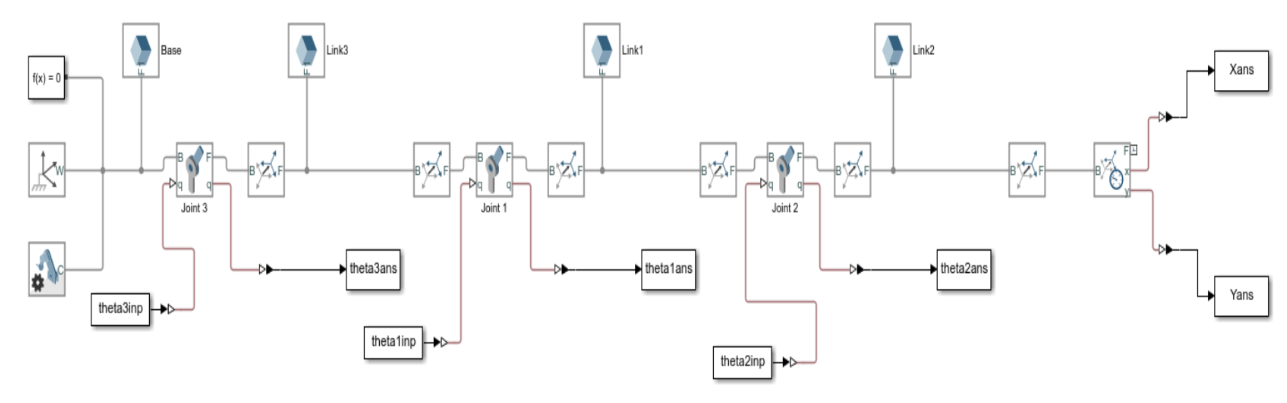 Base
Link3
Link1
Link2
f(x) = 0
Xans
W
B
F
q
q
Joint 3
B
F
B
F
B
F
q
q
Joint 1
B
F
B
F
B
F
q
q
Joint 2
B
F
B
F
B
F
x
y
C
theta3ans
theta1ans
theta2ans
theta3inp
theta1inp
theta2inp
Yans